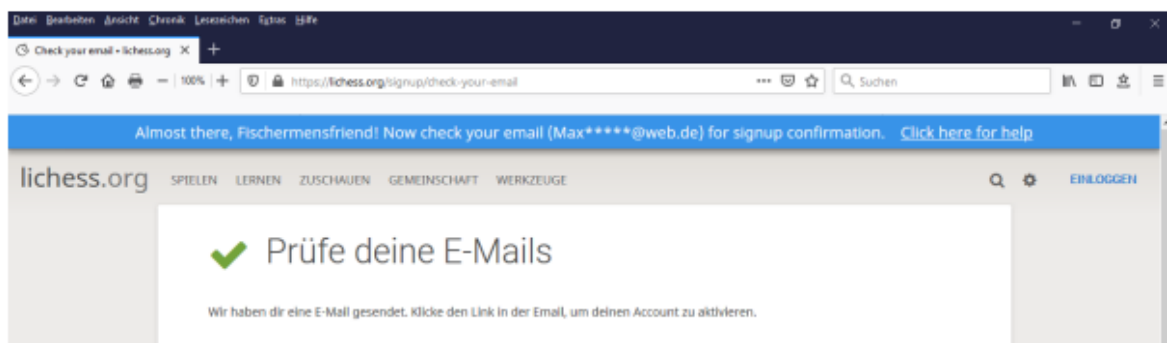 Datei Bearbeiten Ansicht Chronik Lesezeichen Extras Hilfe
Check your email • lichess.org
100% https://lichess.org/signup/check-your-email Suchen
Almost there, Fischermensfriend! Now check your email (Max*****@web.de) for signup confirmation. Click here for help
lichess.org SPIELEN LERNEN ZUSCHAUEN GEMEINSCHAFT WERKZEUGE EINLOGGEN
Prüfe deine E-Mails
Wir haben dir eine E-Mail gesendet. Klicke den Link in der Email, um deinen Account zu aktivieren.